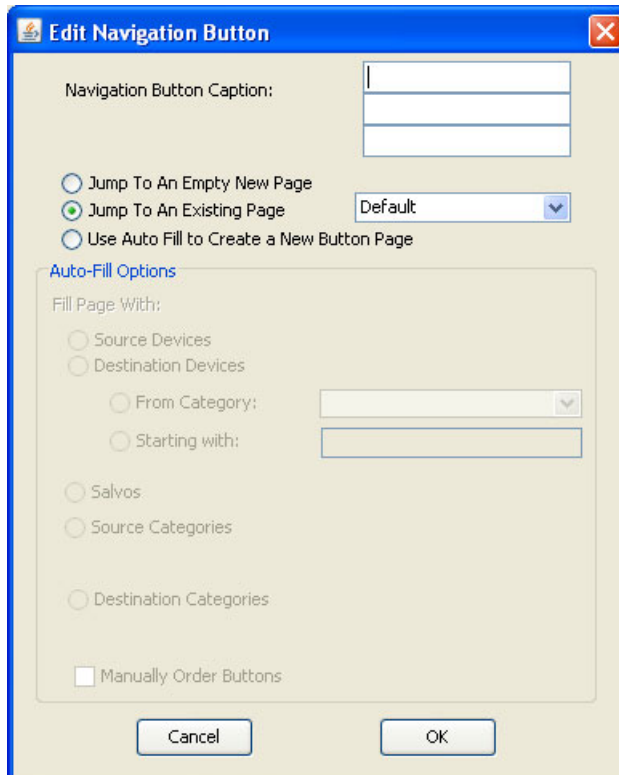 Edit Navigation Button
Navigation Button Caption:
Jump To An Empty New Page
Jump To An Existing Page Default
Use Auto Fill to Create a New Button Page
Auto-Fill Options
Fill Page With:
Source Devices
Destination Devices
From Category:
Starting with:
Salvos
Source Categories
Destination Categories
Manually Order Buttons
Cancel OK